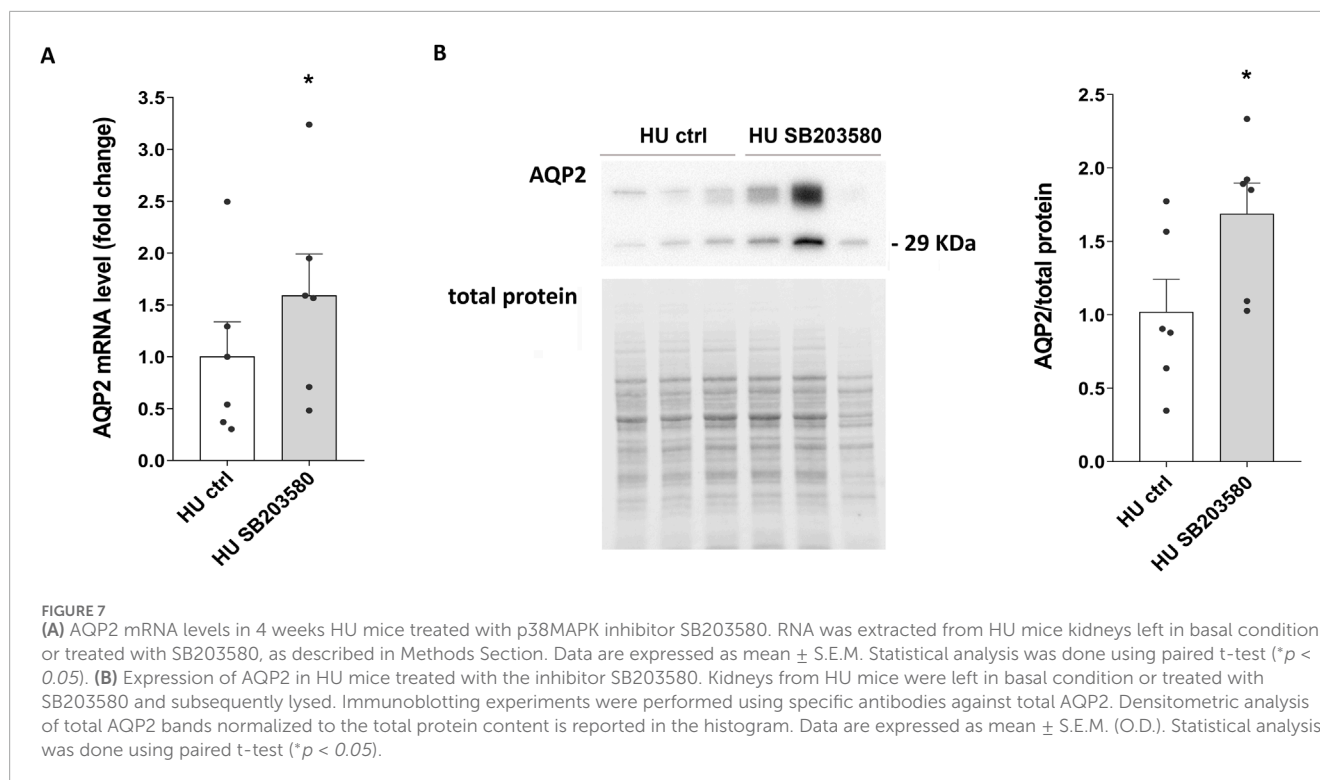 A
*
AQP2 mRNA level (fold change)
3.5
3.0
2.5
2.0
1.5
1.0
0.5
0.0
HU ctrl
HU SB203580
B
HU ctrl HU SB203580
AQP2
- 29 KDa
total protein
*
AQP2/total protein
2.5
2.0
1.5
1.0
0.5
0.0
HU ctrl
HU SB203580
FIGURE 7
(A) AQP2 mRNA levels in 4 weeks HU mice treated with p38MAPK inhibitor SB203580. RNA was extracted from HU mice kidneys left in basal condition
or treated with SB203580, as described in Methods Section. Data are expressed as mean ± S.E.M. Statistical analysis was done using paired t-test (*p <
0.05). (B) Expression of AQP2 in HU mice treated with the inhibitor SB203580. Kidneys from HU mice were left in basal condition or treated with
SB203580 and subsequently lysed. Immunoblotting experiments were performed using specific antibodies against total AQP2. Densitometric analysis
of total AQP2 bands normalized to the total protein content is reported in the histogram. Data are expressed as mean ± S.E.M. (O.D.). Statistical analysis
was done using paired t-test (*p < 0.05).